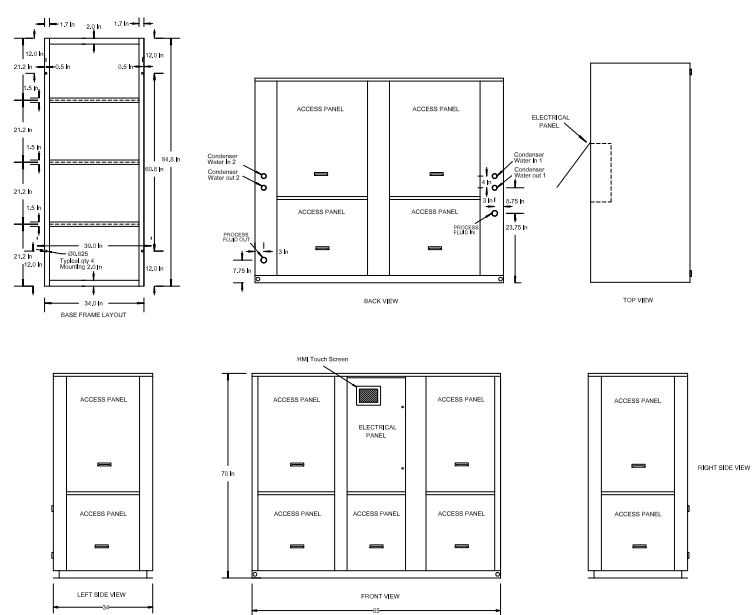 1.7 in
2.0 in
1.7 in
12.0 in
12.0 in
21.2 in
0.5 in
0.5 in
1.5 in
21.2 in
1.5 in
84.8 in
60.8 in
21.2 in
1.5 in
39.0 in
Ø0.625
Typical qty 4
Mounting 2.0 in
21.2 in
12.0 in
12.0 in
34.0 in
BASE FRAME LAYOUT
ACCESS PANEL
ACCESS PANEL
Condenser
Water In 2
Condenser
Water out 2
Condenser
Water In 1
Condenser
Water out 1
4 in
3 in
8.75 in
PROCESS
FLUID IN
23.75 in
ACCESS PANEL
ACCESS PANEL
PROCESS
FLUID OUT
3 in
7.75 in
BACK VIEW
ELECTRICAL
PANEL
TOP VIEW
ACCESS PANEL
ACCESS PANEL
LEFT SIDE VIEW
34
HMI Touch Screen
ACCESS PANEL
ELECTRICAL
PANEL
ACCESS PANEL
70 in
ACCESS PANEL
ACCESS PANEL
ACCESS PANEL
FRONT VIEW
85
ACCESS PANEL
ACCESS PANEL
RIGHT SIDE VIEW